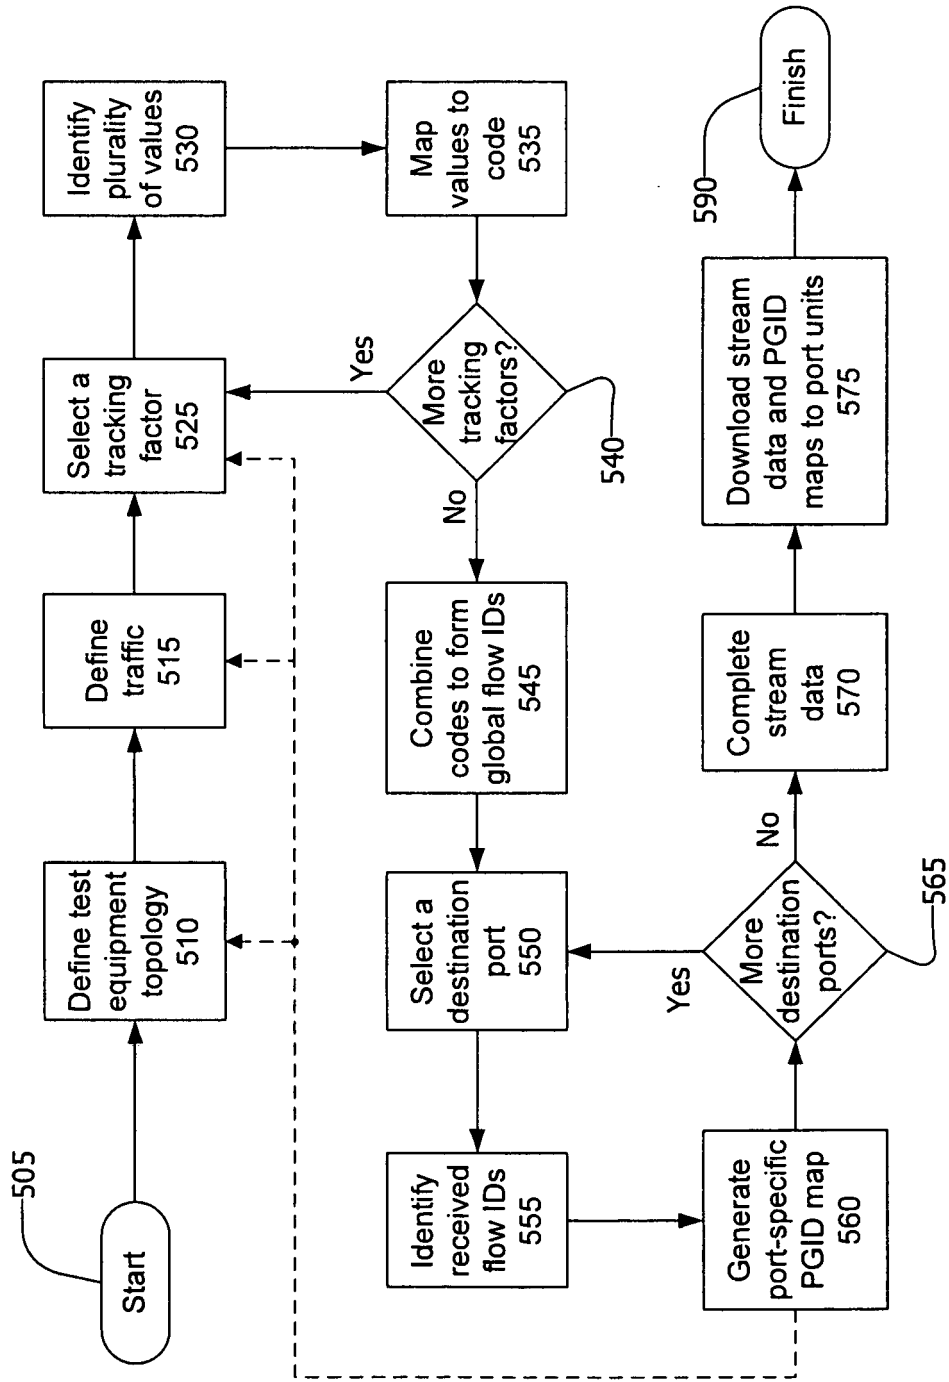 505
Start
Define test
equipment
topology
510
Define
traffic
515
Select a
tracking
factor
525
Identify
plurality
of values
530
Map
values to
code
535
More
tracking
factors?
540
Yes
No
Combine
codes to form
global flow IDs
545
Select a
destination
port
550
Identify
received
flow IDs
555
Generate
port-specific
PGID map
560
More
destination
ports?
565
Yes
No
Complete
stream
data
570
Download stream
data and PGID
maps to port units
575
590
Finish